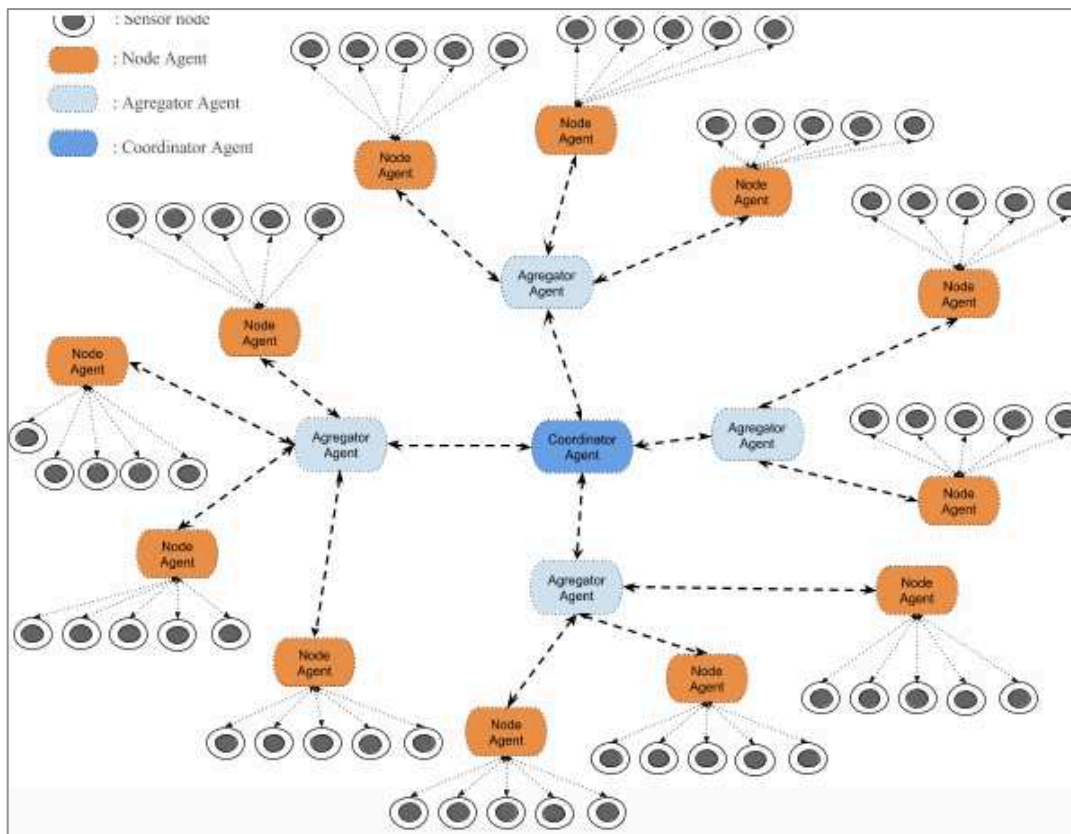 : Sensor node
: Node Agent
: Agregator Agent
: Coordinator Agent
Node
Agent
Node
Agent
Node
Agent
Agregator
Agent
Node
Agent
Node
Agent
Node
Agent
Agregator
Agent
Coordinator
Agent
Agregator
Agent
Node
Agent
Node
Agent
Agregator
Agent
Node
Agent
Node
Agent
Node
Agent
Node
Agent